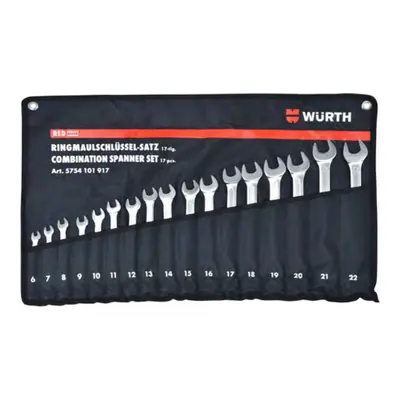 RED
WÜRTH
RINGMAULSCHLÜSSEL-SATZ 17-tlg.
COMBINATION SPANNER SET 17 pcs.
Art. 5754 101 917
6 7 8 9 10 11 12 13 14 15 16 17 18 19 20 21 22